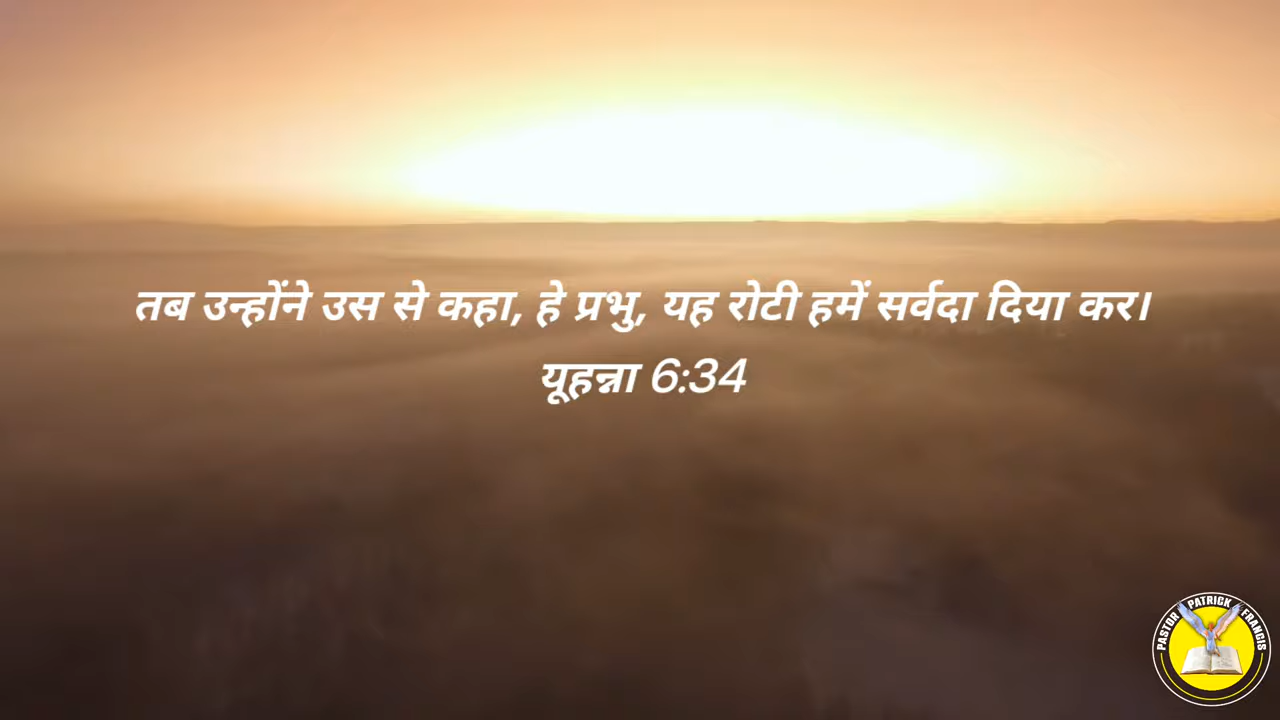 तब उन्होंने उस से कहा, हे प्रभु, यह रोटी हमें सर्वदा दिया कर।
यूहन्ना 6:34
PASTOR PATRICK FRANCIS